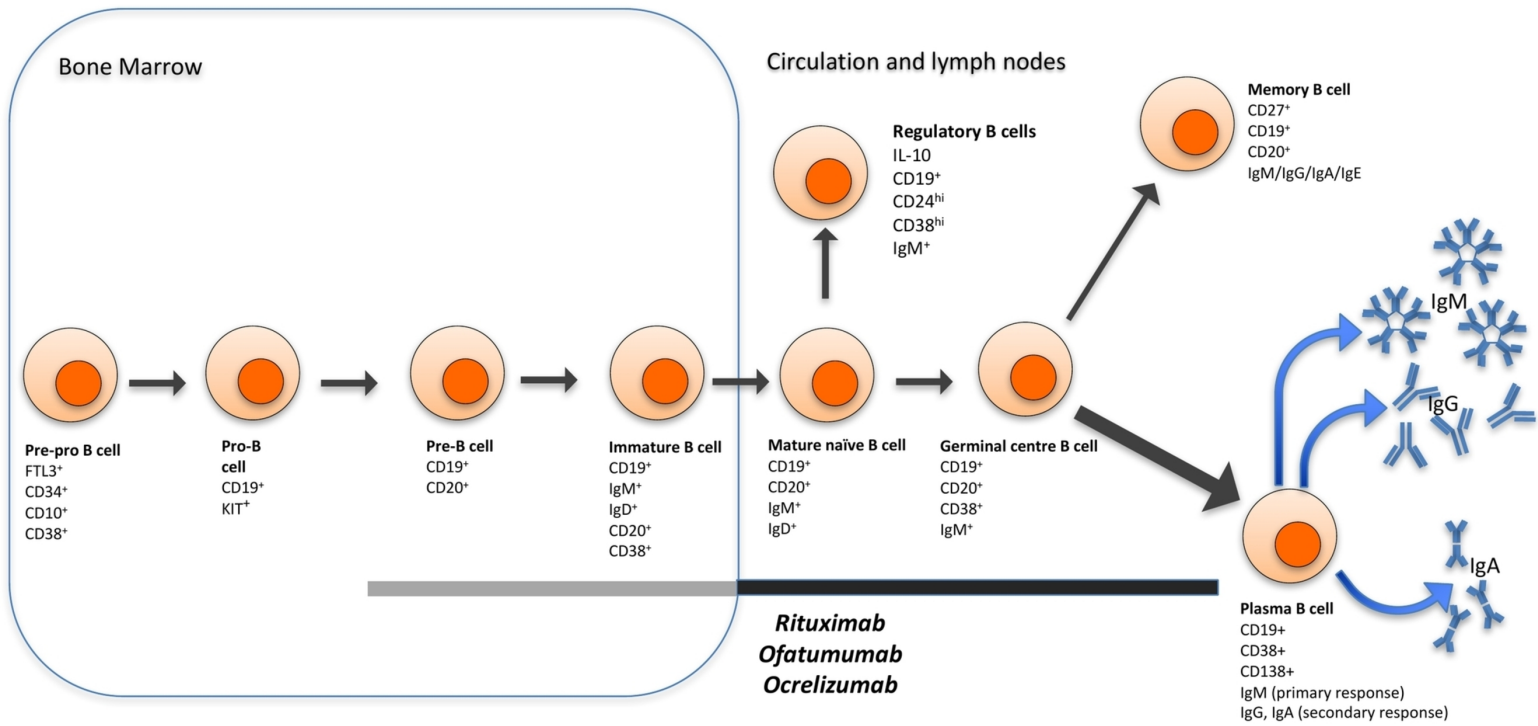 Bone Marrow
Circulation and lymph nodes
Pre-pro B cell
FTL3⁺
CD34⁺
CD10⁺
CD38⁺
Pro-B
cell
CD19⁺
KIT⁺
Pre-B cell
CD19⁺
CD20⁺
Immature B cell
CD19⁺
IgM⁺
IgD⁺
CD20⁺
CD38⁺
Regulatory B cells
IL-10
CD19⁺
CD24ʰⁱ
CD38ʰⁱ
IgM⁺
Mature naïve B cell
CD19⁺
CD20⁺
IgM⁺
IgD⁺
Germinal centre B cell
CD19⁺
CD20⁺
CD38⁺
IgM⁺
Memory B cell
CD27⁺
CD19⁺
CD20⁺
IgM/IgG/IgA/IgE
IgM
IgG
IgA
Plasma B cell
CD19+
CD38+
CD138+
IgM (primary response)
IgG, IgA (secondary response)
Rituximab
Ofatumumab
Ocrelizumab